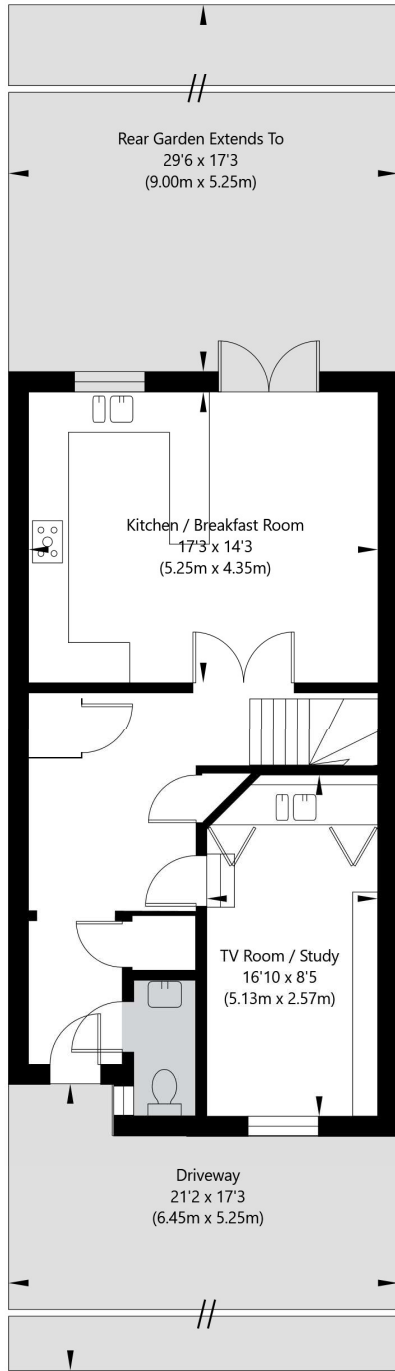 Rear Garden Extends To
29'6 x 17'3
(9.00m x 5.25m)
Kitchen / Breakfast Room
17'3 x 14'3
(5.25m x 4.35m)
TV Room / Study
16'10 x 8'5
(5.13m x 2.57m)
Driveway
21'2 x 17'3
(6.45m x 5.25m)